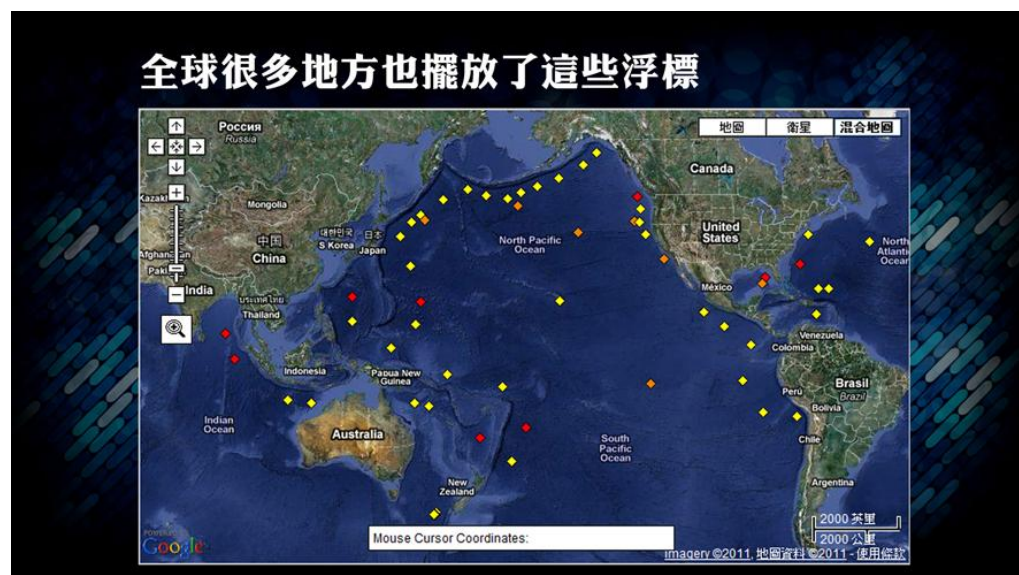 全球很多地方也擺放了這些浮標
地圖
衛星
混合地圖
Россия
Russia
Canada
Mongolia
대한민국
S Korea
日本
Japan
中国
China
North Pacific
Ocean
United
States
North
Atlantic
Ocean
India
México
ประเทศไทย
Thailand
Venezuela
Colombia
Indonesia
Papua New
Guinea
Perú
Brasil
Brazil
Bolivia
Indian
Ocean
Australia
South
Pacific
Ocean
Chile
New
Zealand
Argentina
2000 英里
2000 公里
Mouse Cursor Coordinates:
Google
Imagery ©2011, 地圖資料 ©2011 - 使用條款